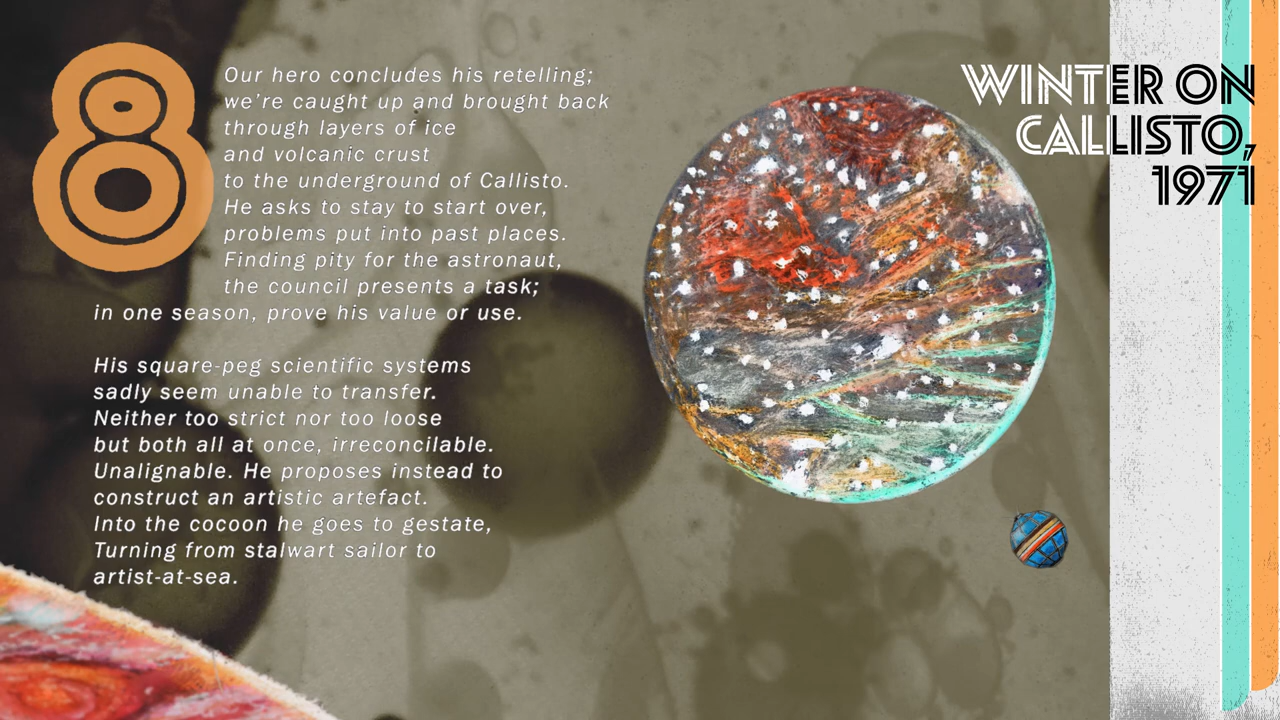 8
Our hero concludes his retelling;
we're caught up and brought back
through layers of ice
and volcanic crust
to the underground of Callisto.
He asks to stay to start over,
problems put into past places.
Finding pity for the astronaut,
the council presents a task;
in one season, prove his value or use.
His square-peg scientific systems
sadly seem unable to transfer.
Neither too strict nor too loose
but both all at once, irreconcilable.
Unalignable. He proposes instead to
construct an artistic artefact.
Into the cocoon he goes to gestate,
Turning from stalwart sailor to
artist-at-sea.
WINTER ON
CALLISTO,
1971